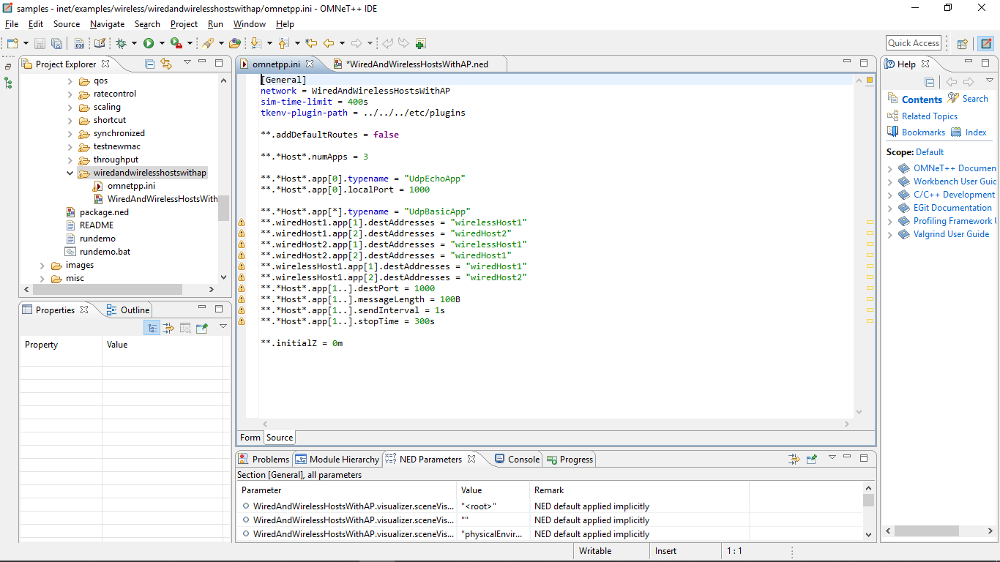 samples - inet/examples/wireless/wiredandwirelesshostswithap/omnetpp.ini - OMNeT++ IDE
File Edit Source Navigate Search Project Run Window Help
Quick Access
Project Explorer
qos
ratecontrol
scaling
shortcut
synchronized
testnewmac
throughput
wiredandwirelesshostswithap
omnetpp.ini
WiredAndWirelessHostsWith
package.ned
README
rundemo
rundemo.bat
images
misc
Properties Outline
Property Value
omnetpp.ini *WiredAndWirelessHostsWithAP.ned
[General]
network = WiredAndWirelessHostsWithAP
sim-time-limit = 400s
tkenv-plugin-path = ../../../etc/plugins
**.addDefaultRoutes = false
**.*Host*.numApps = 3
**.*Host*.app[0].typename = "UdpEchoApp"
**.*Host*.app[0].localPort = 1000
**.*Host*.app[*].typename = "UdpBasicApp"
**.wiredHost1.app[1].destAddresses = "wirelessHost1"
**.wiredHost1.app[2].destAddresses = "wiredHost2"
**.wiredHost2.app[1].destAddresses = "wirelessHost1"
**.wiredHost2.app[2].destAddresses = "wiredHost1"
**.wirelessHost1.app[1].destAddresses = "wiredHost1"
**.wirelessHost1.app[2].destAddresses = "wiredHost2"
**.*Host*.app[1..].destPort = 1000
**.*Host*.app[1..].messageLength = 100B
**.*Host*.app[1..].sendInterval = 1s
**.*Host*.app[1..].stopTime = 300s
**.initialZ = 0m
Form Source
Problems Module Hierarchy NED Parameters Console Progress
Section [General], all parameters
Parameter Value Remark
WiredAndWirelessHostsWithAP.visualizer.sceneVis... "<root>" NED default applied implicitly
WiredAndWirelessHostsWithAP.visualizer.sceneVis... "" NED default applied implicitly
WiredAndWirelessHostsWithAP.visualizer.sceneVis... "physicalEnvir... NED default applied implicitly
Help
Contents Search
Related Topics
Bookmarks Index
Scope: Default
OMNeT++ Documen
Workbench User Guid
C/C++ Development
EGit Documentation
Profiling Framework U
Valgrind User Guide
Writable Insert 1 : 1